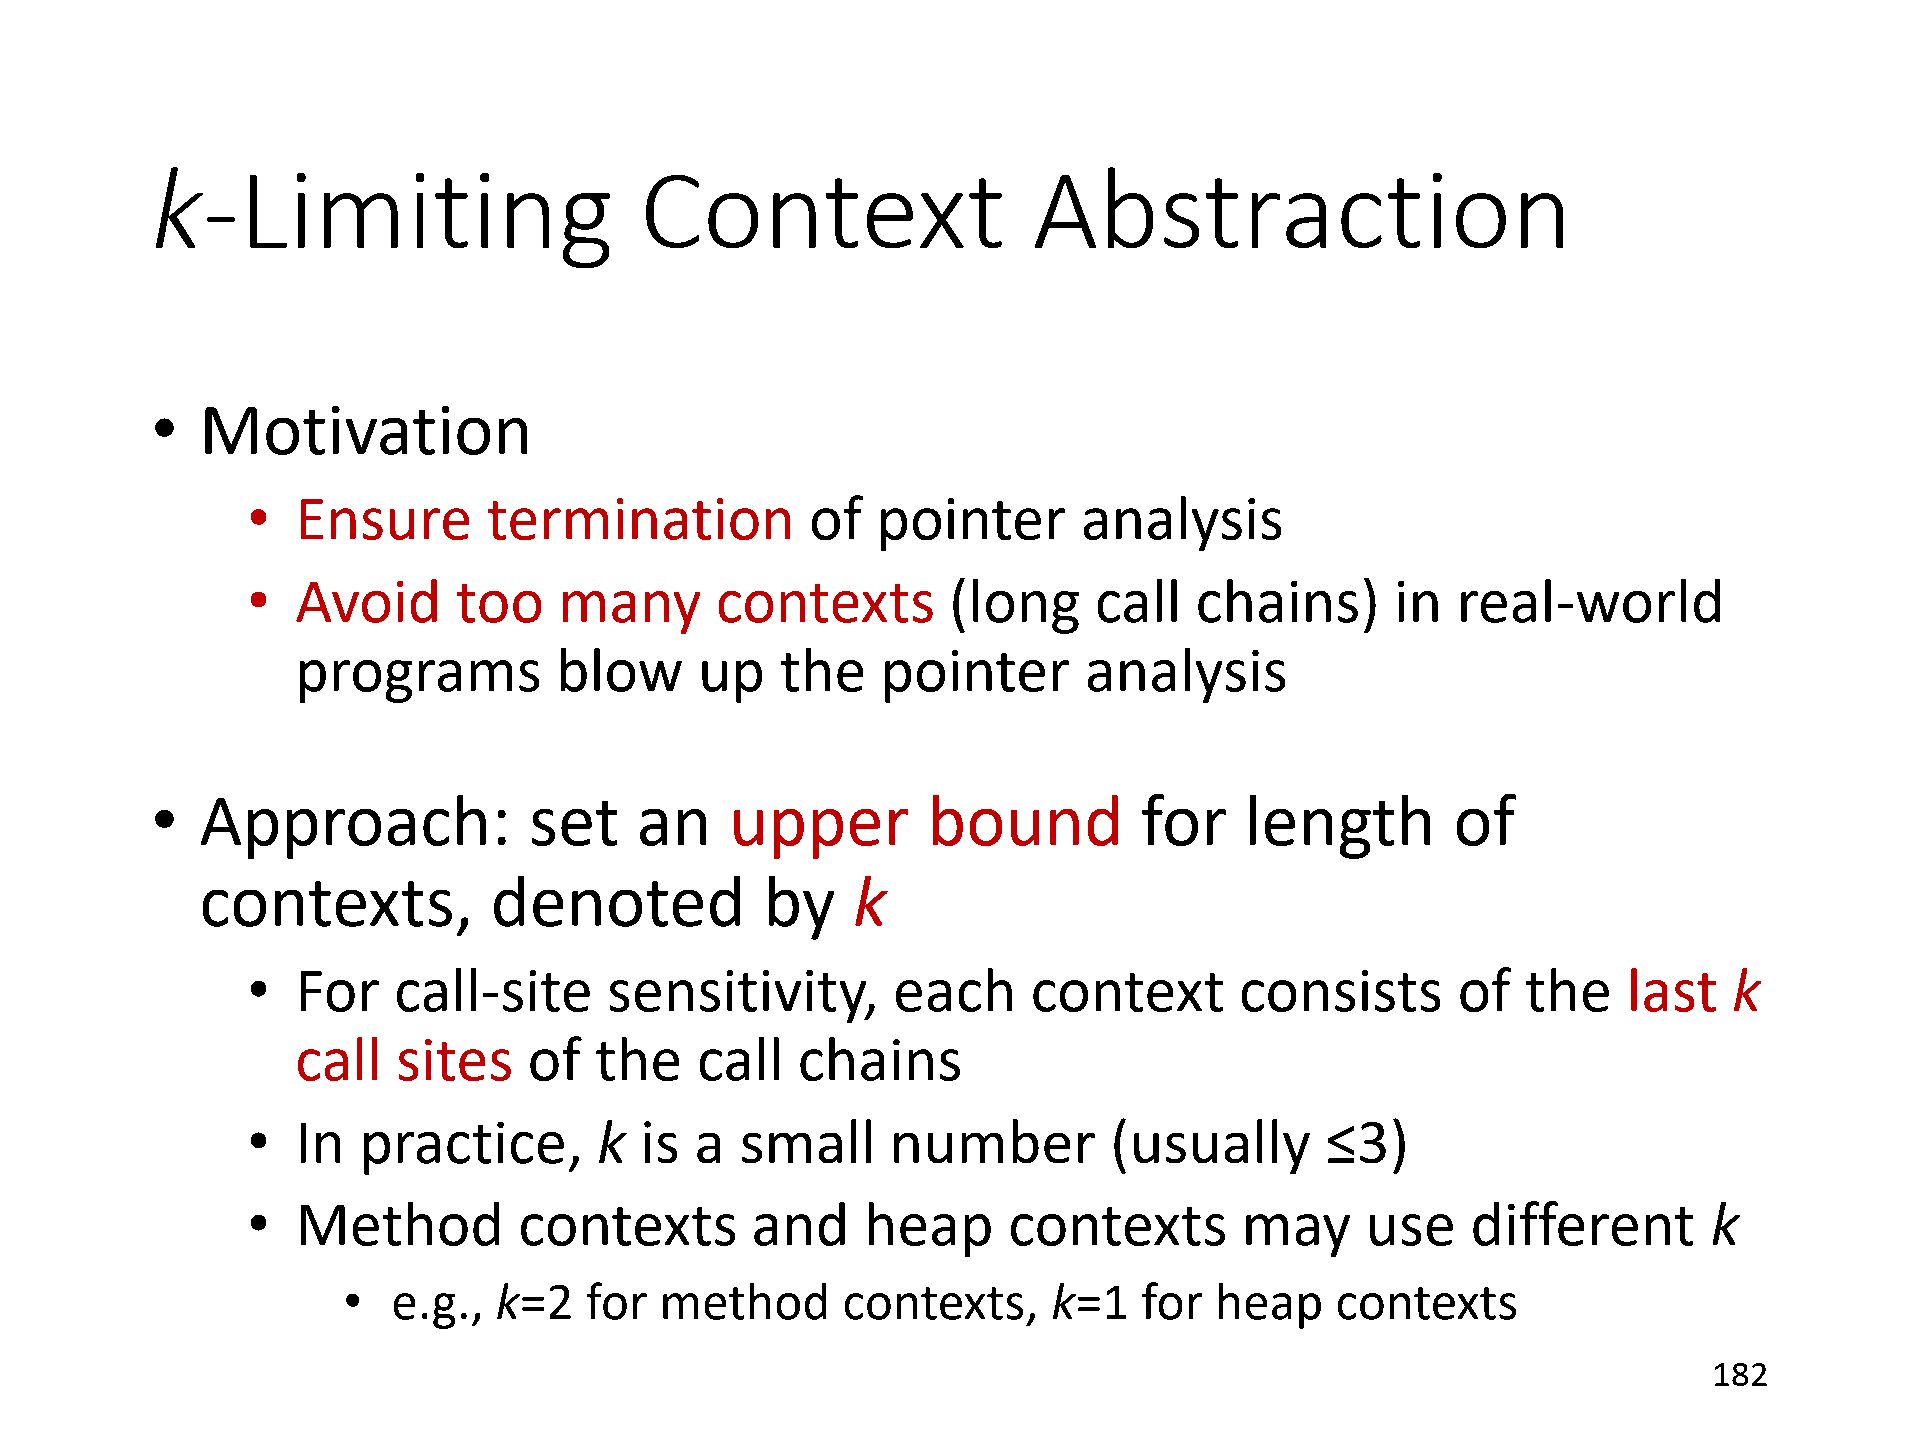 k-Limiting Context Abstraction
• Motivation
• Ensure termination of pointer analysis
• Avoid too many contexts (long call chains) in real-world
programs blow up the pointer analysis
• Approach: set an upper bound for length of
contexts, denoted by k
• For call-site sensitivity, each context consists of the last k
call sites of the call chains
• In practice, k is a small number (usually ≤3)
• Method contexts and heap contexts may use different k
• e.g., k=2 for method contexts, k=1 for heap contexts
182